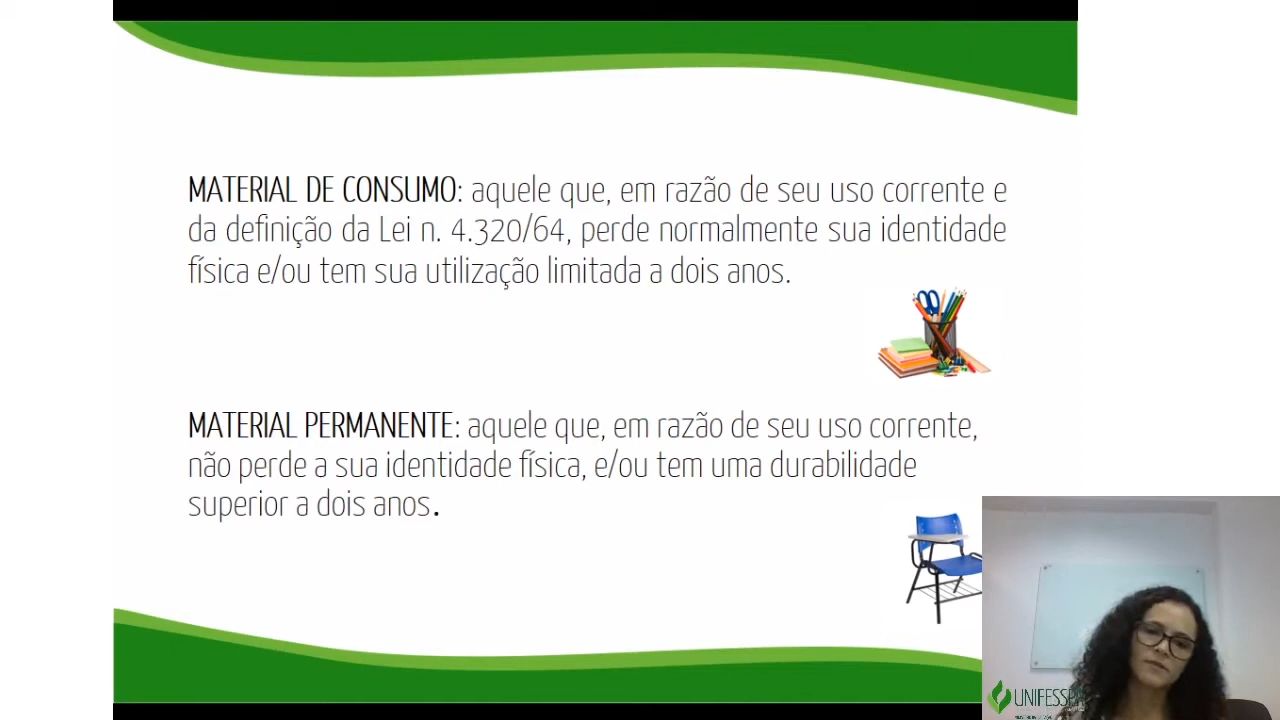 MATERIAL DE CONSUMO: aquele que, em razão de seu uso corrente e
da definição da Lei n. 4.320/64, perde normalmente sua identidade
física e/ou tem sua utilização limitada a dois anos.
MATERIAL PERMANENTE: aquele que, em razão de seu uso corrente,
não perde a sua identidade física, e/ou tem uma durabilidade
superior a dois anos.